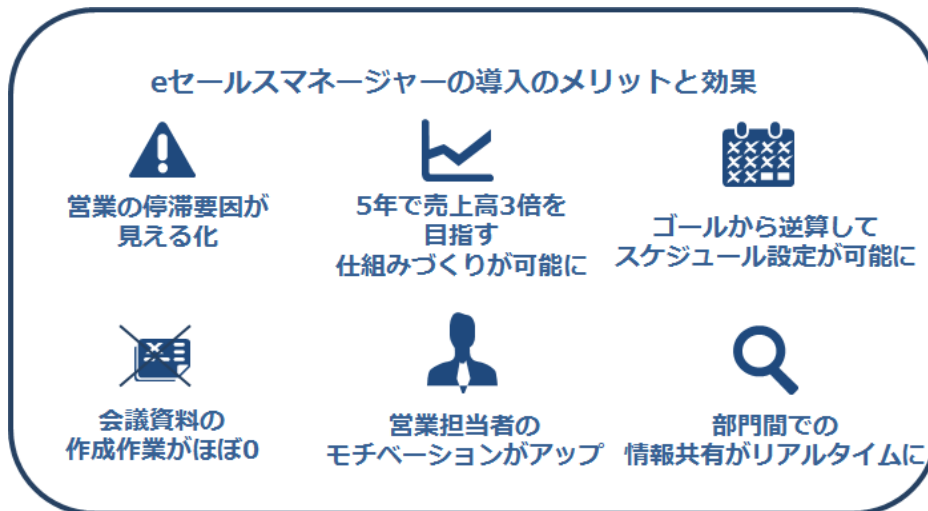 eセールスマネージャーの導入のメリットと効果
営業の停滞要因が
見える化
5年で売上高3倍を
目指す
仕組みづくりが可能に
ゴールから逆算して
スケジュール設定が可能に
会議資料の
作成作業がほぼ0
営業担当者の
モチベーションがアップ
部門間での
情報共有がリアルタイムに